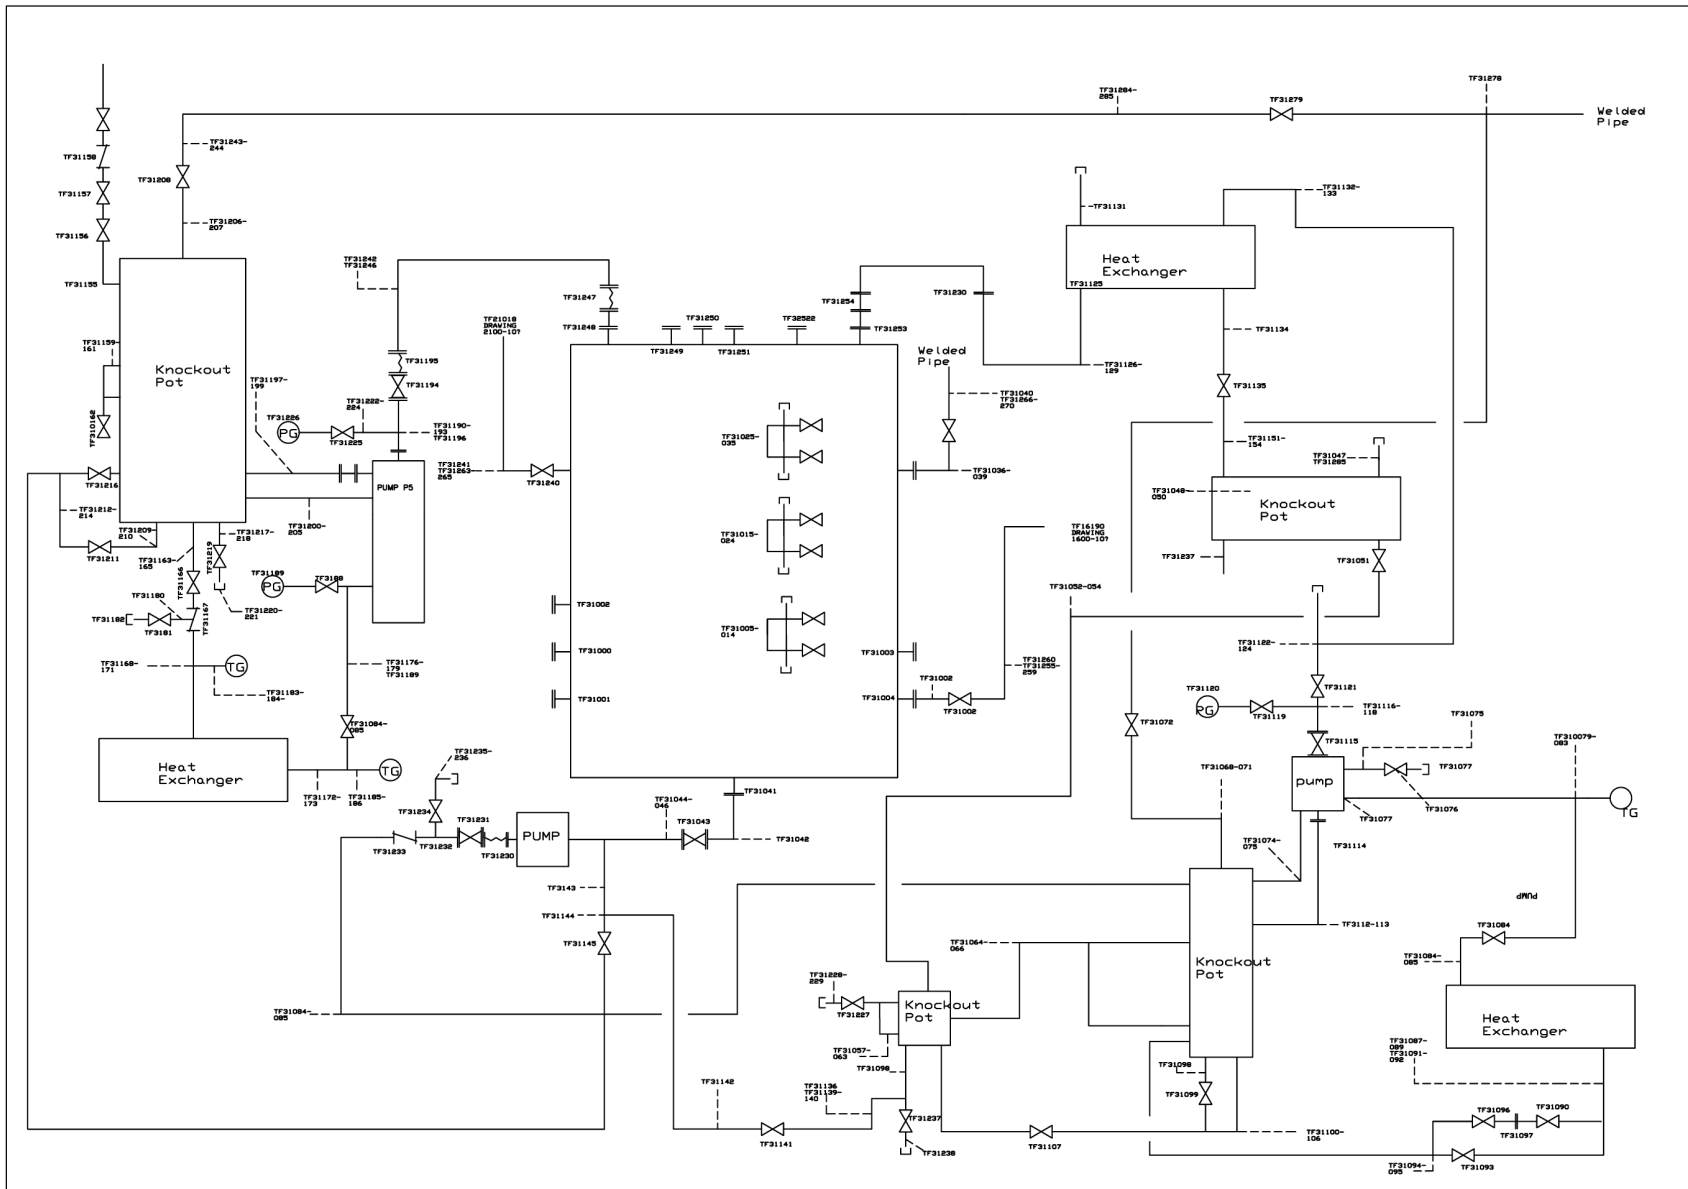 TF31278
TF31284-
285
TF31279
Welded
Pipe
TF31158
TF31243-
244
TF31208
TF31157
TF31132-
133
TF31131
TF31206-
207
TF31156
TF31242
TF31246
Heat
Exchanger
TF31155
TF31125
TF31247
TF31230
TF31254
TF21018
DRAWING
2100-10?
TF31250
TF32522
TF31248
TF31253
TF31249
TF31251
TF31134
TF31159-
161
Knockout
Pot
TF31195
Welded
Pipe
TF31126-
129
TF31197-
199
TF31194
TF31135
TF31040
TF31266-
270
TF31222-
224
TF310162
TF31226
PG
TF31225
TF31190-
193
TF31196
TF31025-
035
TF31151-
154
TF31047
TF31285
TF31241
TF31263-
265
TF31240
TF31036-
039
TF31216
PUMP P5
TF31048-
050
Knockout
Pot
TF31212-
214
TF31200-
205
TF31209-
210
TF31217-
218
TF31219
TF31211
TF31163-
165
TF31015-
024
TF16190
DRAWING
1600-10?
TF31237
TF31051
TF31166
TF31189
PG
TF3188
TF31052-054
TF31180
TF31220-
221
TF31182
TF3181
TF31167
TF31002
TF31005-
014
TF31122-
124
TF31168-
171
TG
TF31176-
179
TF31189
TF31000
TF31003
TF31260
TF31255-
259
TF31183-
184-
TF31001
TF31004
TF31002
TF31002
TF31121
TF31120
PG
TF31119
TF31116-
118
TF31075
TF31072
TF31084-
085
TF31115
TF310079-
083
TF31235-
236
Heat
Exchanger
TG
TF31068-071
pump
TF31077
TF31172-
173
TF31185-
186
TF31041
TF31076
TF31077
TG
TF31234
TF31044-
046
TF31043
TF31231
PUMP
TF31042
TF31233
TF31232
TF31230
TF31074-
075
TF31114
TF3143
PUMP
TF31144
TF3112-113
TF31084
TF31145
TF31064-
066
TF31084-
085
Knockout
Pot
TF31228-
229
TF31227
Knockout
Pot
TF31084-
085
Heat
Exchanger
TF31057-
063
TF31098
TF31098
TF31087-
089
TF31091-
092
TF31142
TF31136
TF31139-
140
TF31099
TF31237
TF31096
TF31090
TF31141
TF31107
TF31100-
106
TF31097
TF31238
TF31094-
095
TF31093